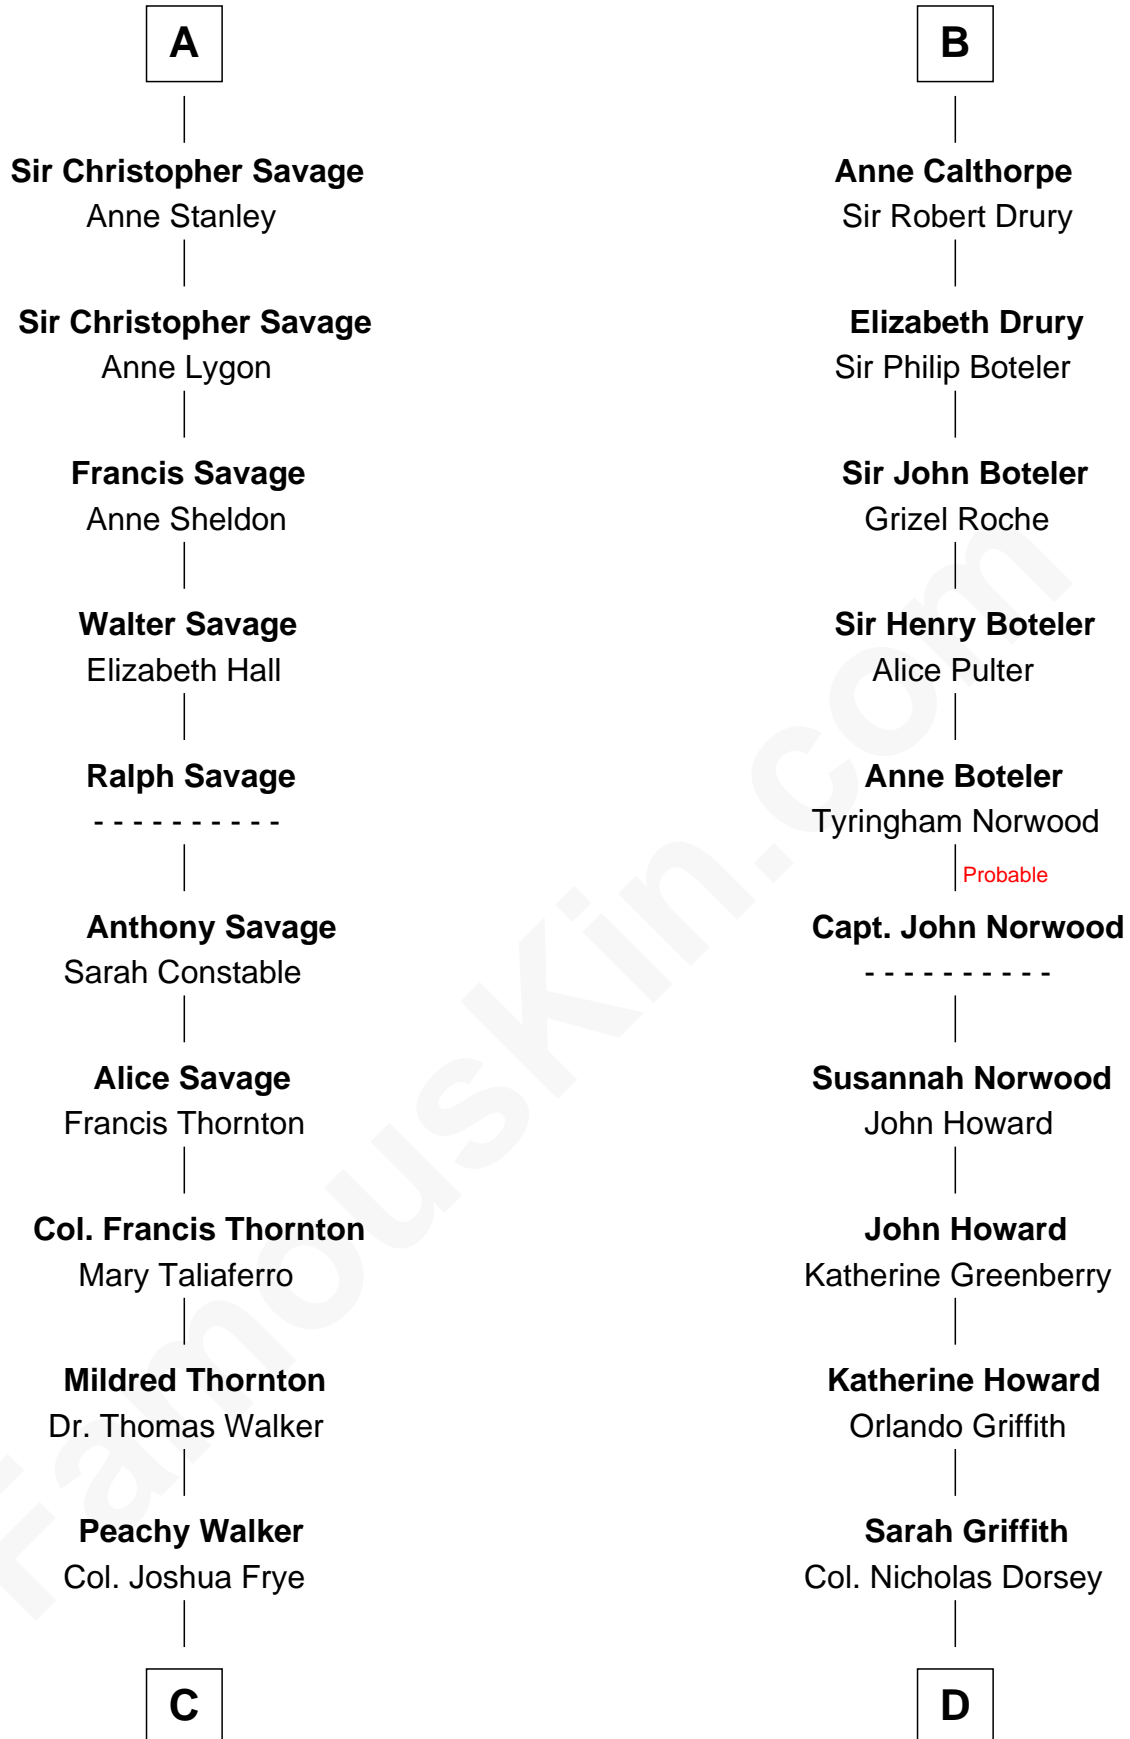 A
Sir Christopher Savage
Anne Stanley
Sir Christopher Savage
Anne Lygon
Francis Savage
Anne Sheldon
Walter Savage
Elizabeth Hall
Ralph Savage
- - - - - - - - - -
Anthony Savage
Sarah Constable
Alice Savage
Francis Thornton
Col. Francis Thornton
Mary Taliaferro
Mildred Thornton
Dr. Thomas Walker
Peachy Walker
Col. Joshua Frye
C
B
Anne Calthorpe
Sir Robert Drury
Elizabeth Drury
Sir Philip Boteler
Sir John Boteler
Grizel Roche
Sir Henry Boteler
Alice Pulter
Anne Boteler
Tyringham Norwood
Probable
Capt. John Norwood
- - - - - - - - - -
Susannah Norwood
John Howard
John Howard
Katherine Greenberry
Katherine Howard
Orlando Griffith
Sarah Griffith
Col. Nicholas Dorsey
D
FamousKin.com